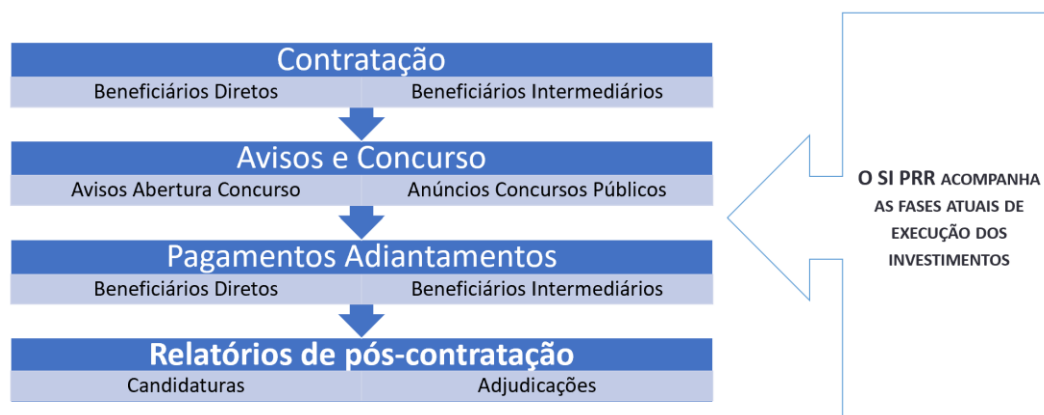 Contratação
Beneficiários Diretos
Beneficiários Intermediários
Avisos e Concurso
Avisos Abertura Concurso
Anúncios Concursos Públicos
Pagamentos Adiantamentos
Beneficiários Diretos
Beneficiários Intermediários
Relatórios de pós-contratação
Candidaturas
Adjudicações
O SI PRR ACOMPANHA
AS FASES ATUAIS DE
EXECUÇÃO DOS
INVESTIMENTOS